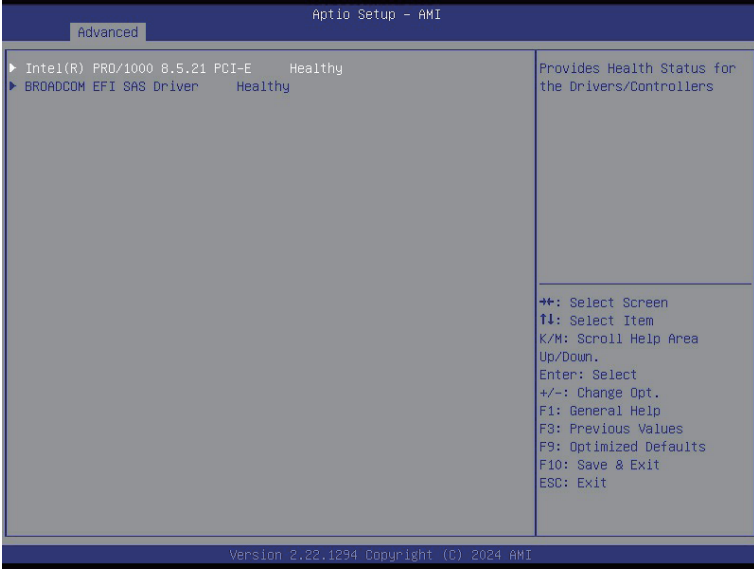 Aptio Setup – AMI
Advanced
▶ Intel(R) PRO/1000 8.5.21 PCI-E Healthy
▶ BROADCOM EFI SAS Driver Healthy
Provides Health Status for
the Drivers/Controllers
→←: Select Screen
↑↓: Select Item
K/M: Scroll Help Area
Up/Down.
Enter: Select
+/-: Change Opt.
F1: General Help
F3: Previous Values
F9: Optimized Defaults
F10: Save & Exit
ESC: Exit
Version 2.22.1294 Copyright (C) 2024 AMI